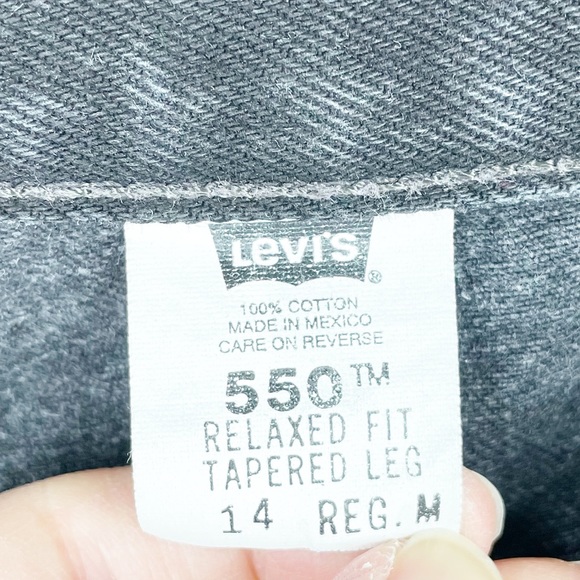 Levi's ®
100% COTTON
MADE IN MEXICO
CARE ON REVERSE
550™
RELAXED FIT
TAPERED LEG
14 REG. M